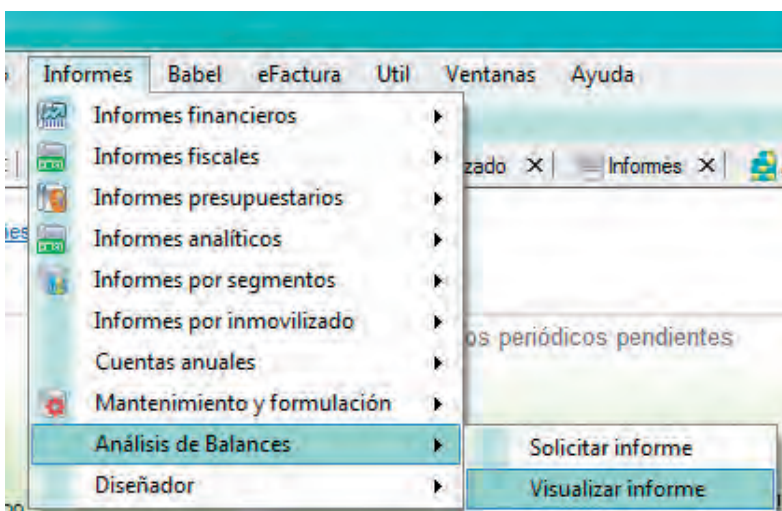 Informes Babel eFactura Util Ventanas Ayuda
Informes financieros
Informes fiscales
zado X Informes X
Informes presupuestarios
Informes analíticos
Informes por segmentos
Informes por inmovilizado
os periódicos pendientes
Cuentas anuales
Mantenimiento y formulación
Análisis de Balances
Solicitar informe
Diseñador
Visualizar informe